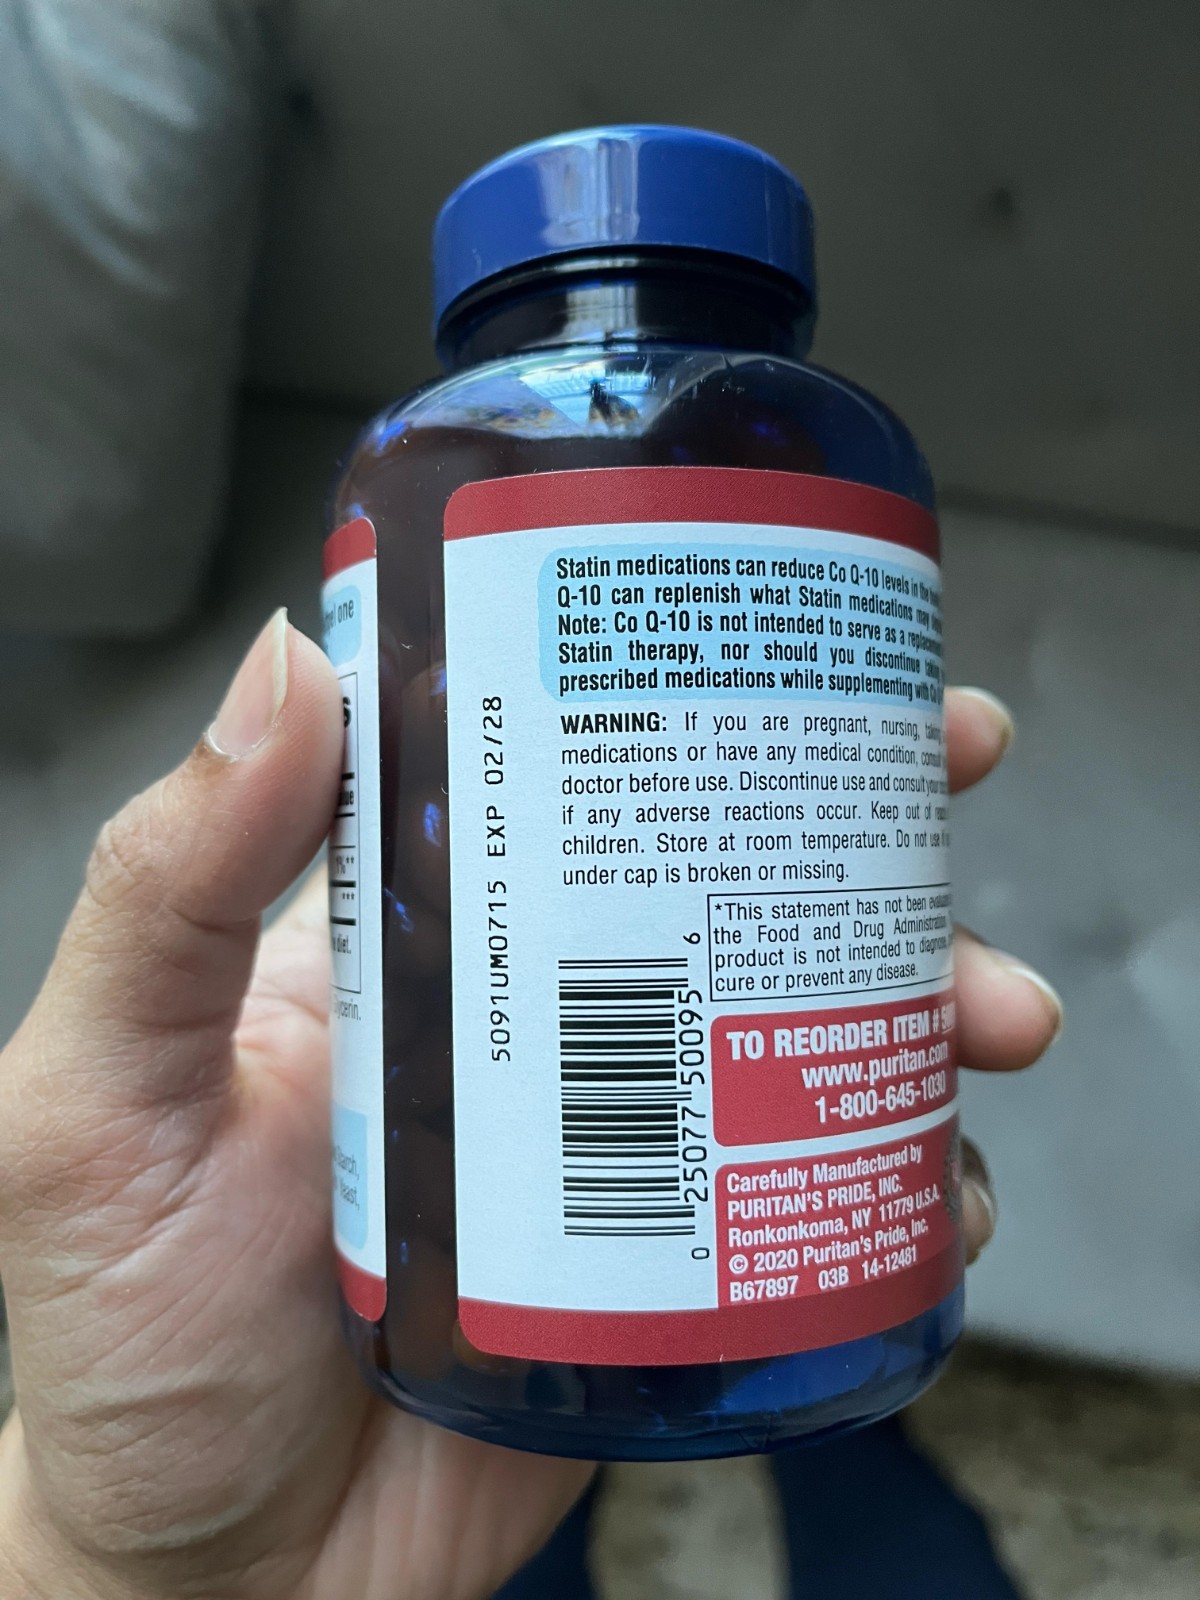 gel one
S
1%**
***
diet.
Glycerin.
Starch,
Yeast,
5091UM0715 EXP 02/28
Statin medications can reduce Co Q-10 levels in the
Q-10 can replenish what Statin medications may
Note: Co Q-10 is not intended to serve as a
Statin therapy, nor should you discontinue taking
prescribed medications while supplementing with Co
WARNING: If you are pregnant, nursing, taking
medications or have any medical condition, consult
doctor before use. Discontinue use and consult your
if any adverse reactions occur. Keep out of
children. Store at room temperature. Do not use if
under cap is broken or missing.
*This statement has not been evaluated
the Food and Drug Administration.
product is not intended to diagnose,
cure or prevent any disease.
0 25077 50095 6
TO REORDER ITEM #
www.puritan.com
1-800-645-1030
Carefully Manufactured by
PURITAN'S PRIDE, INC.
Ronkonkoma, NY 11779 U.S.A.
© 2020 Puritan's Pride, Inc.
B67897 03B 14-12481